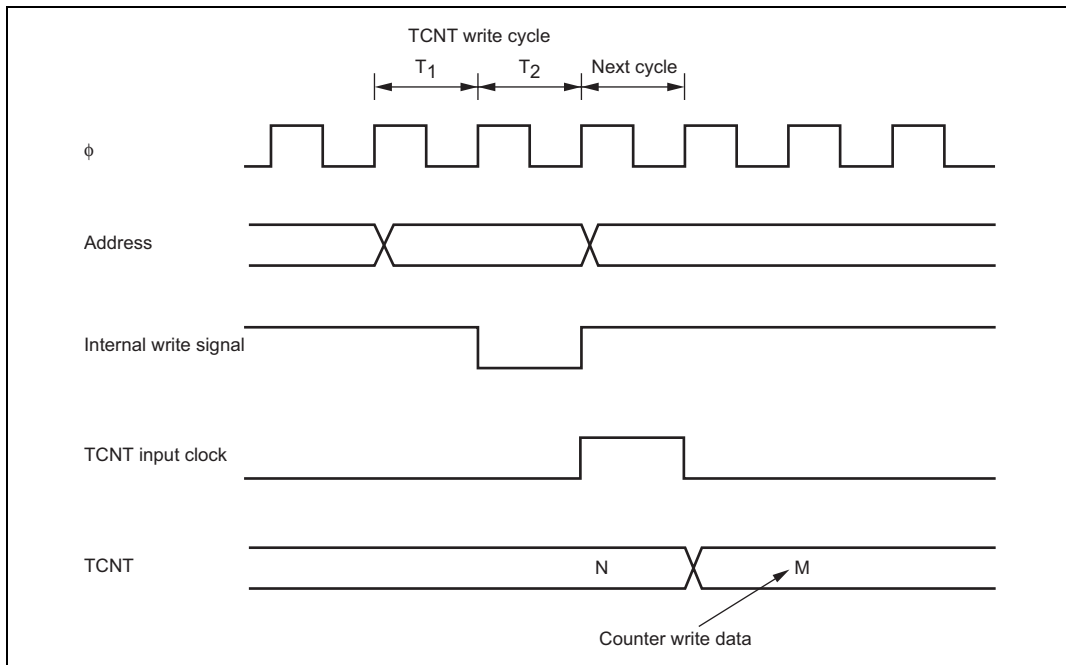 TCNT write cycle
T1 T2 Next cycle
ϕ
Address
Internal write signal
TCNT input clock
TCNT N M
Counter write data